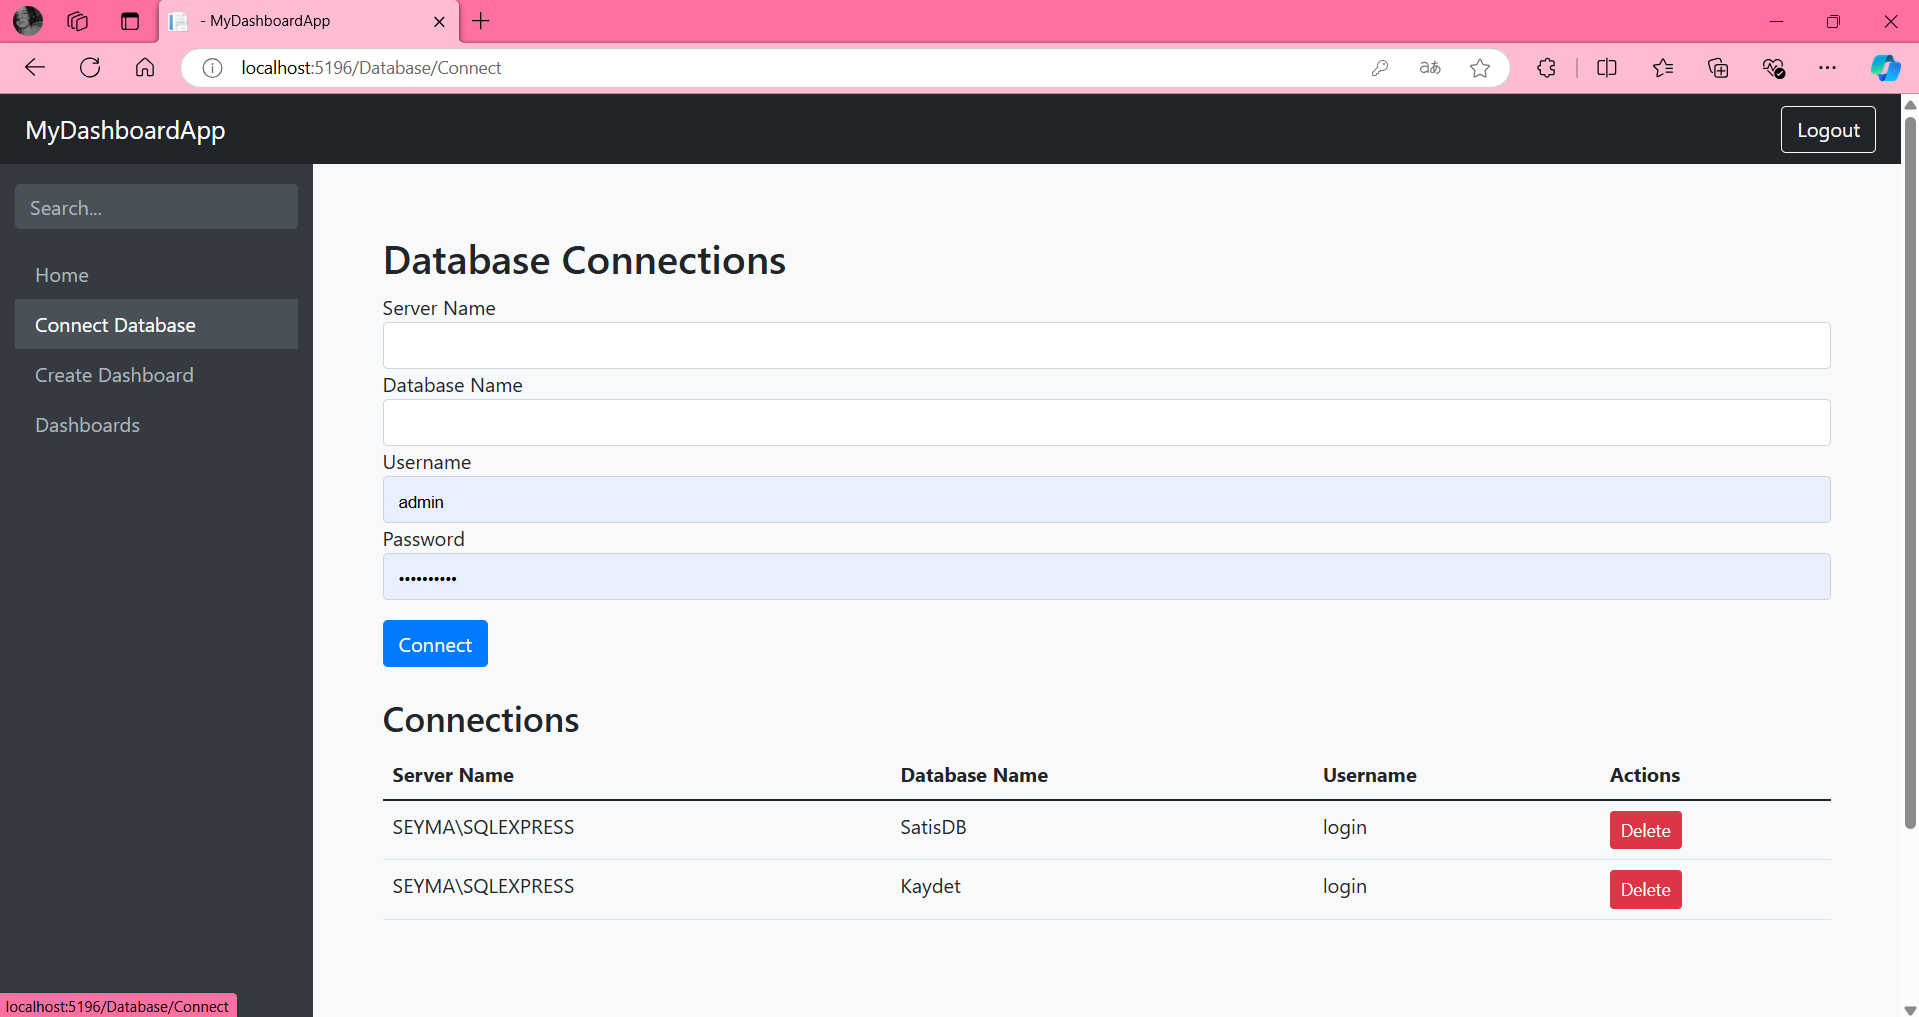 - MyDashboardApp
localhost:5196/Database/Connect
aあ
MyDashboardApp
Logout
Search...
Home
Connect Database
Create Dashboard
Dashboards
Database Connections
Server Name
Database Name
Username
admin
Password
••••••••••
Connect
Connections
Server Name Database Name Username Actions
SEYMA\SQLEXPRESS SatisDB login Delete
SEYMA\SQLEXPRESS Kaydet login Delete
localhost:5196/Database/Connect